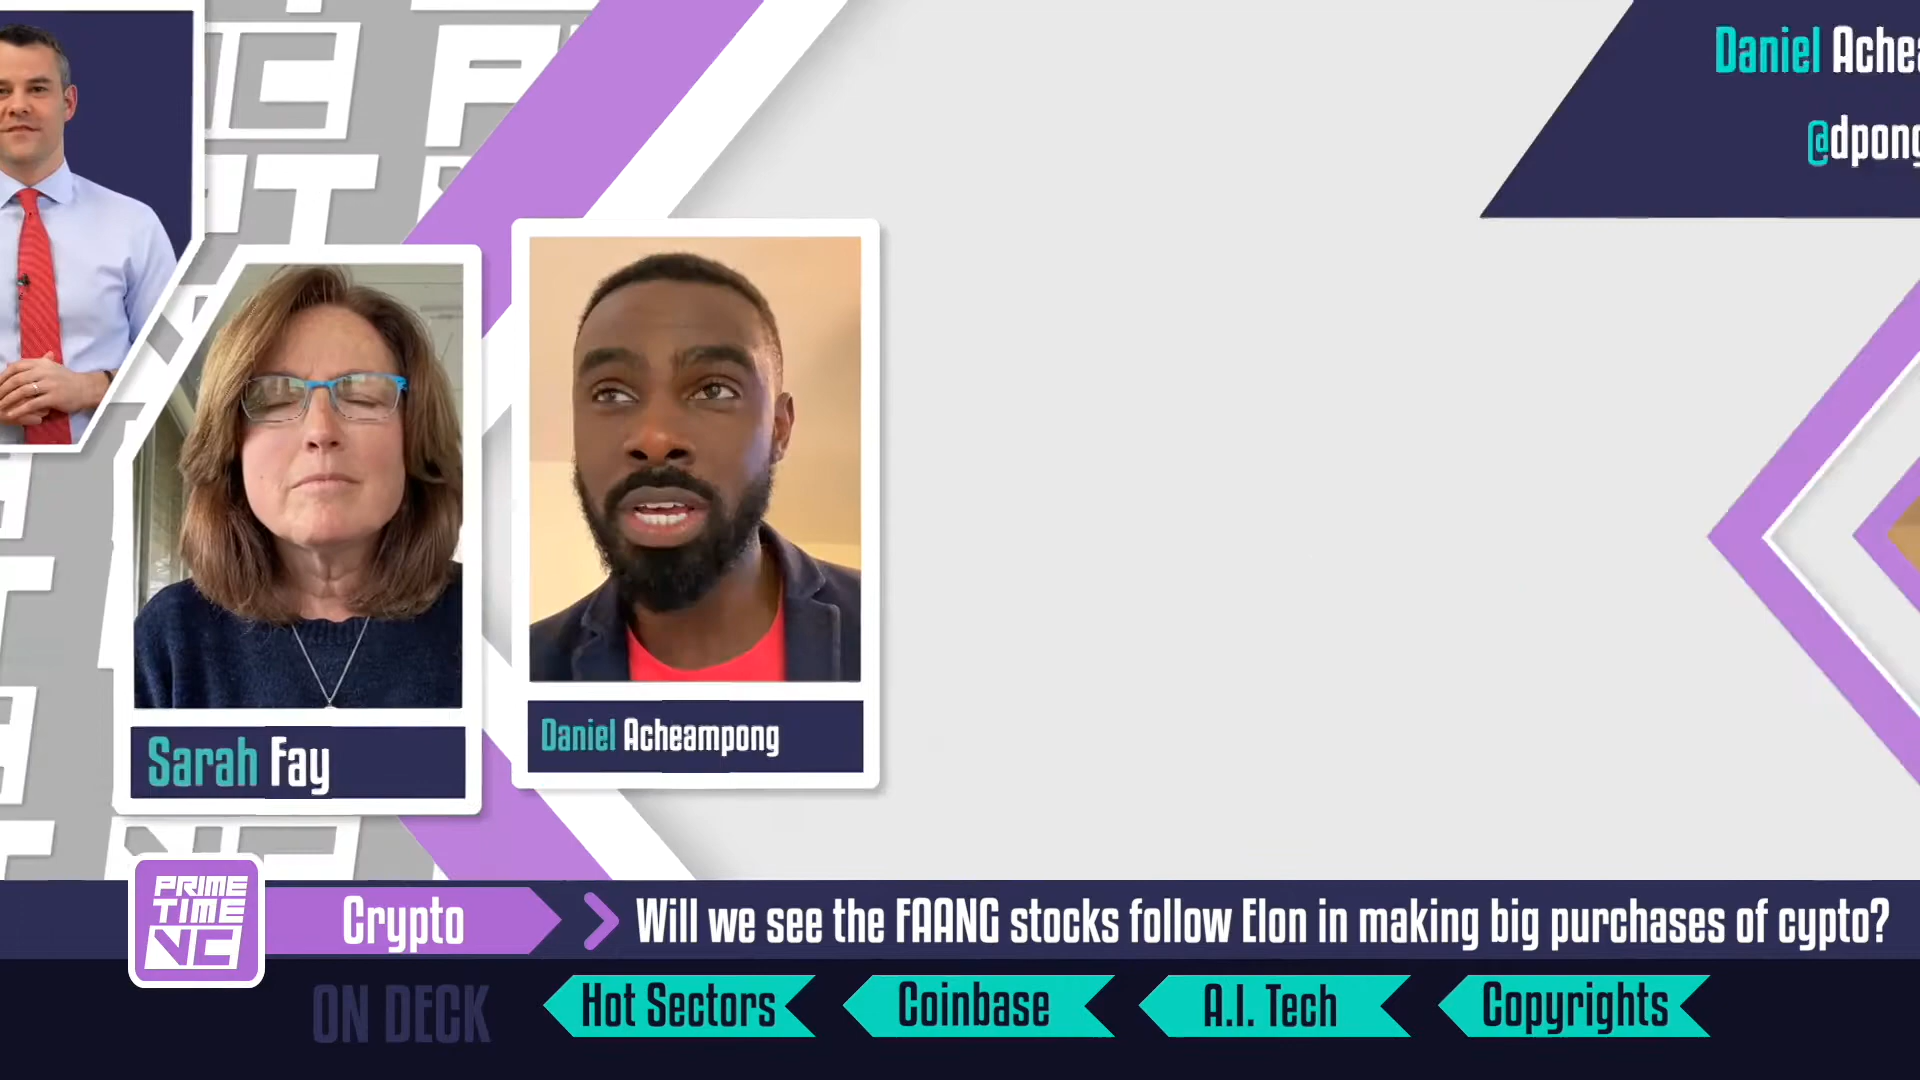 Daniel Achea
@dpong
Sarah Fay
Daniel Acheampong
PRIME
TIME
VC
Crypto
Will we see the FAANG stocks follow Elon in making big purchases of cypto?
ON DECK
Hot Sectors
Coinbase
A.I. Tech
Copyrights